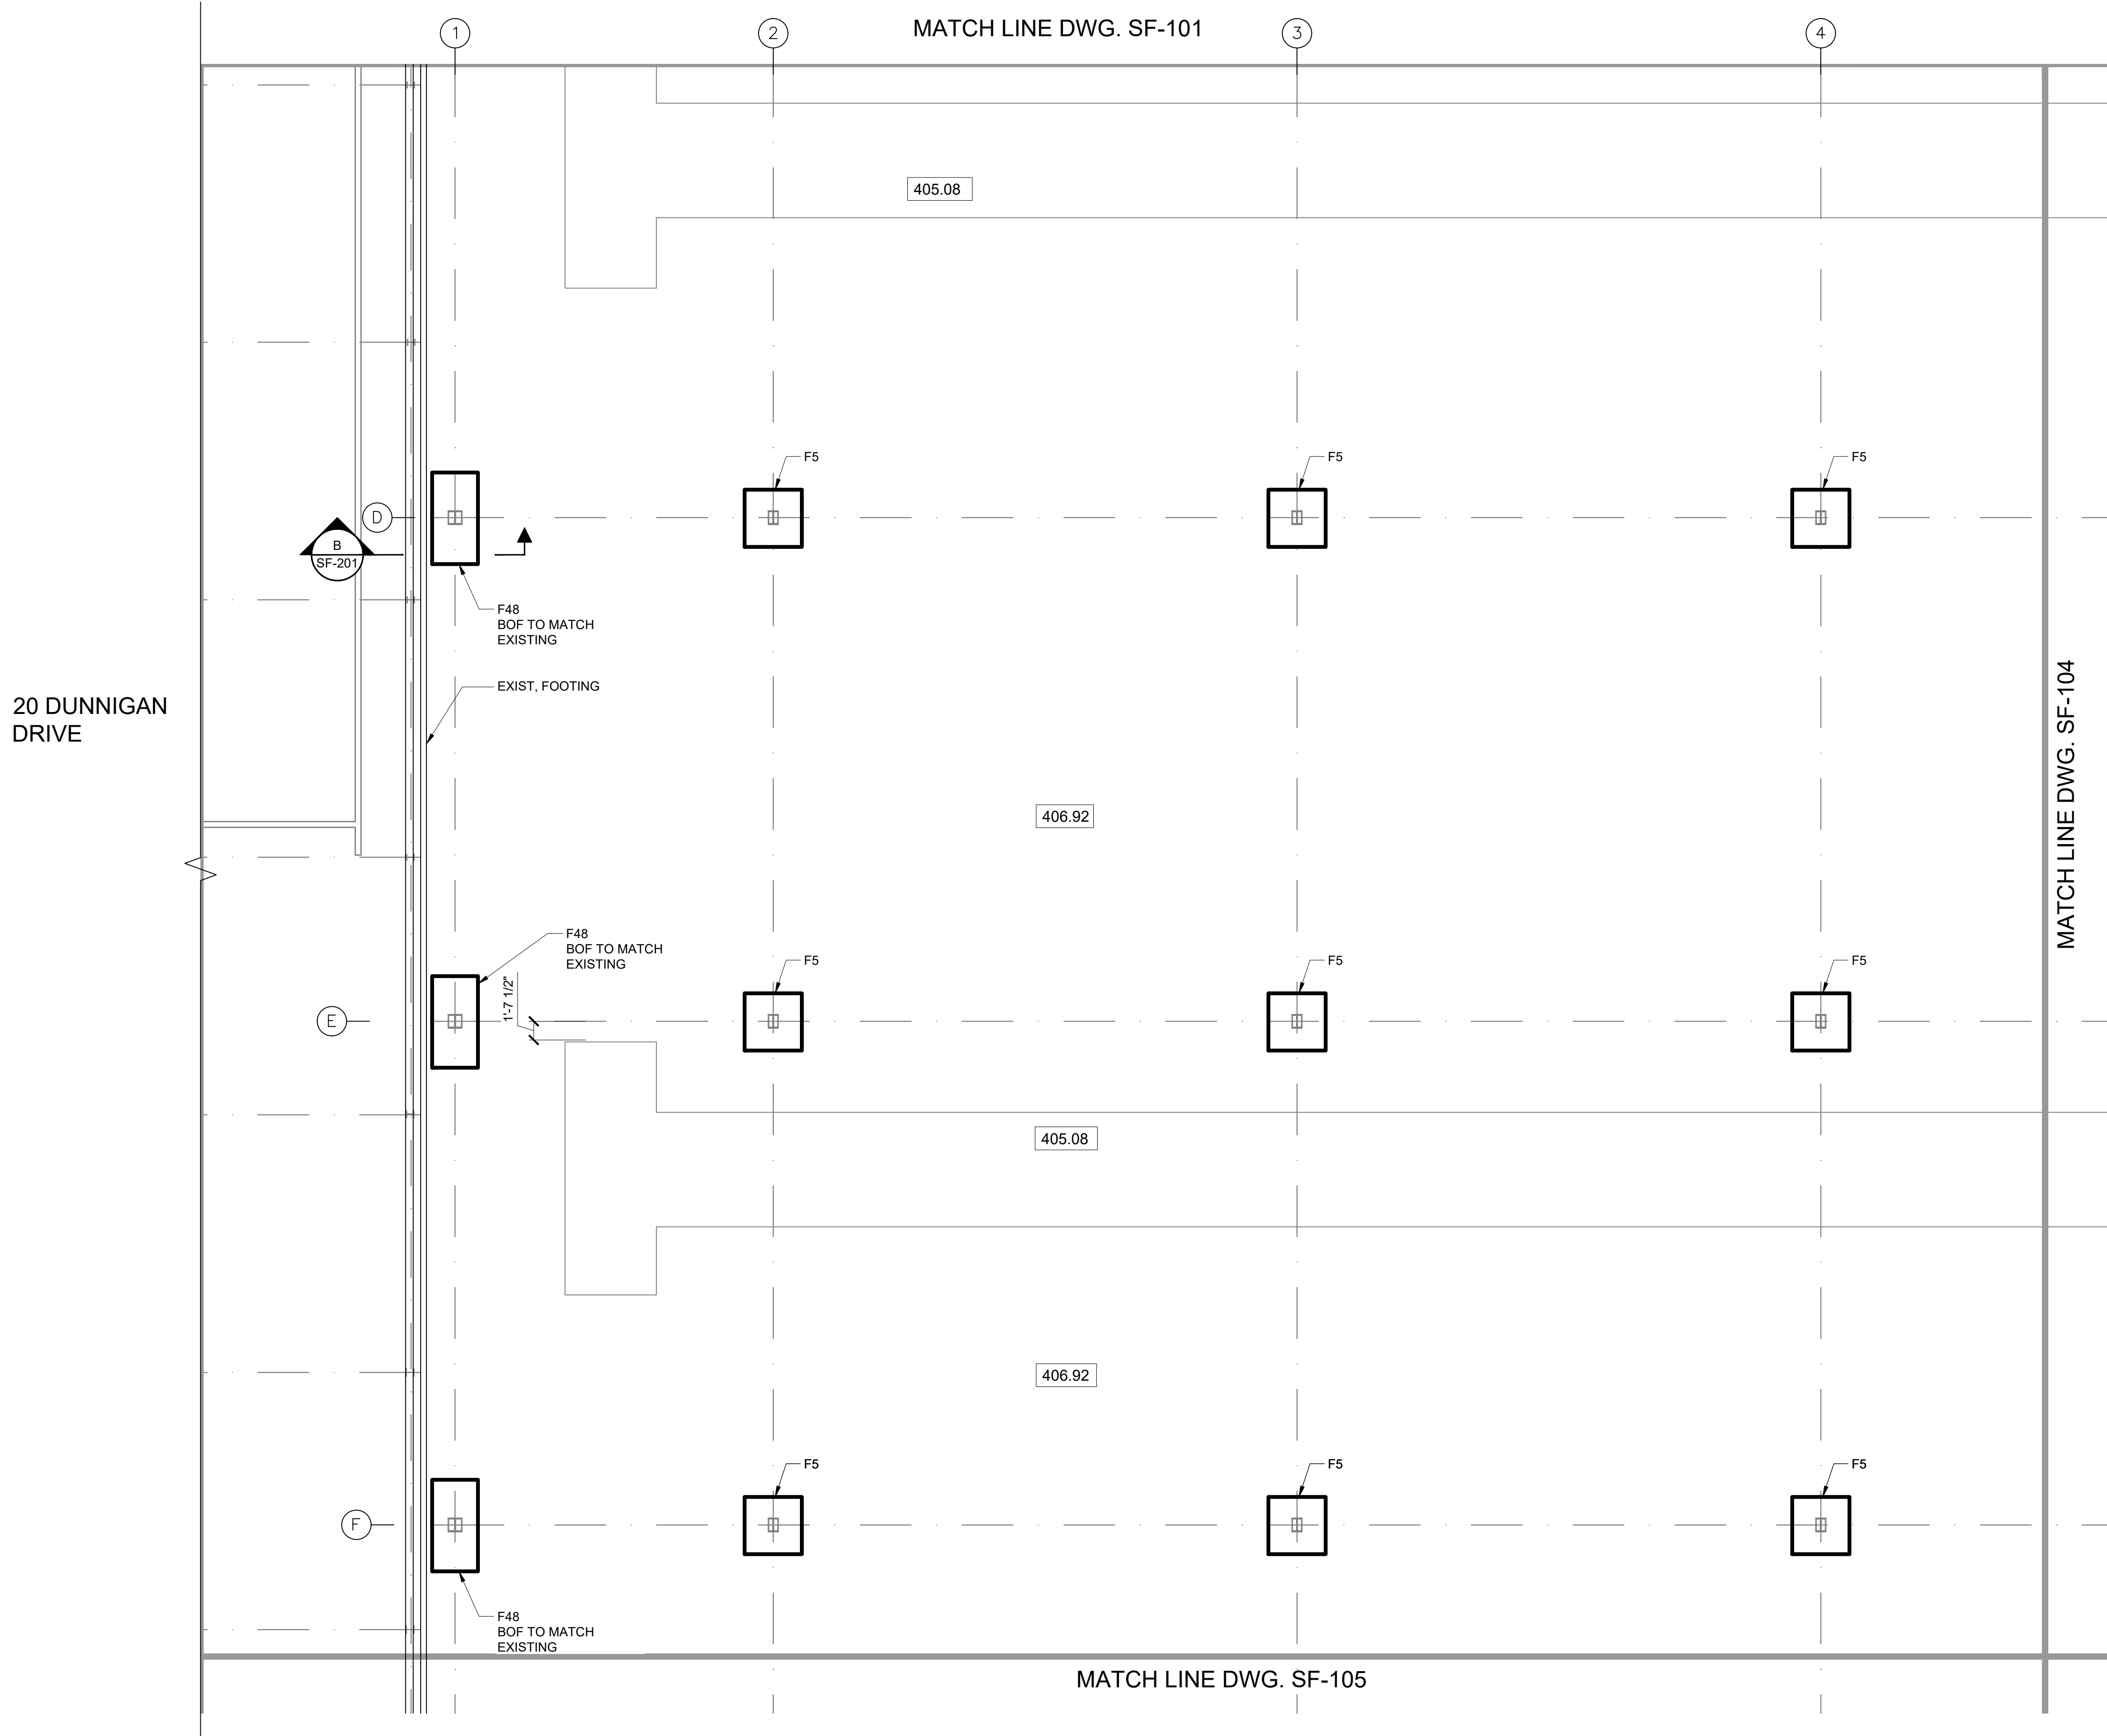 MATCH LINE DWG. SF-101
1
2
3
4
405.08
F5
F5
F5
D
B
SF-201
F48
BOF TO MATCH
EXISTING
EXIST, FOOTING
20 DUNNIGAN
DRIVE
MATCH LINE DWG. SF-104
406.92
F48
BOF TO MATCH
EXISTING
F5
F5
F5
1'-7 1/2"
E
405.08
406.92
F5
F5
F5
F
F48
BOF TO MATCH
EXISTING
MATCH LINE DWG. SF-105